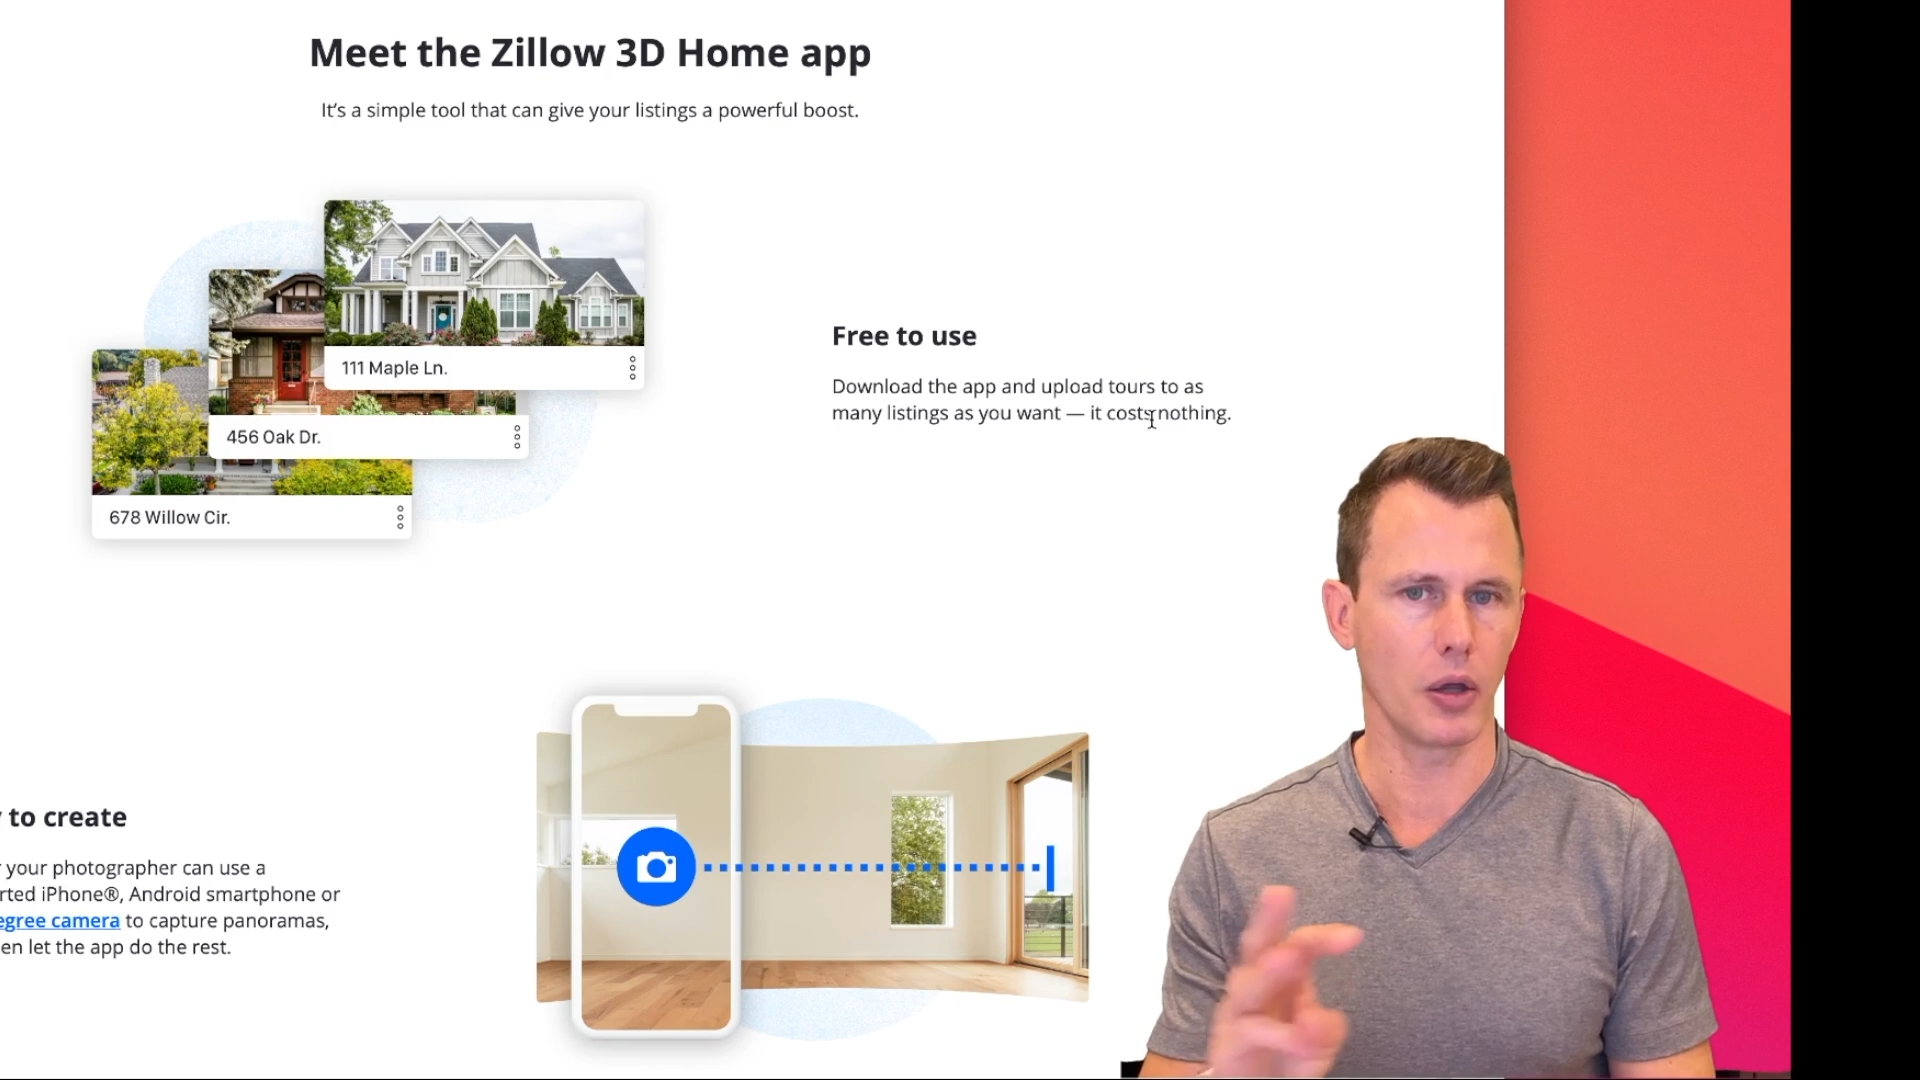 Meet the Zillow 3D Home app
It's a simple tool that can give your listings a powerful boost.
111 Maple Ln.
456 Oak Dr.
678 Willow Cir.
Free to use
Download the app and upload tours to as
many listings as you want — it costs nothing.
to create
your photographer can use a
iPhone®, Android smartphone or
camera to capture panoramas,
let the app do the rest.